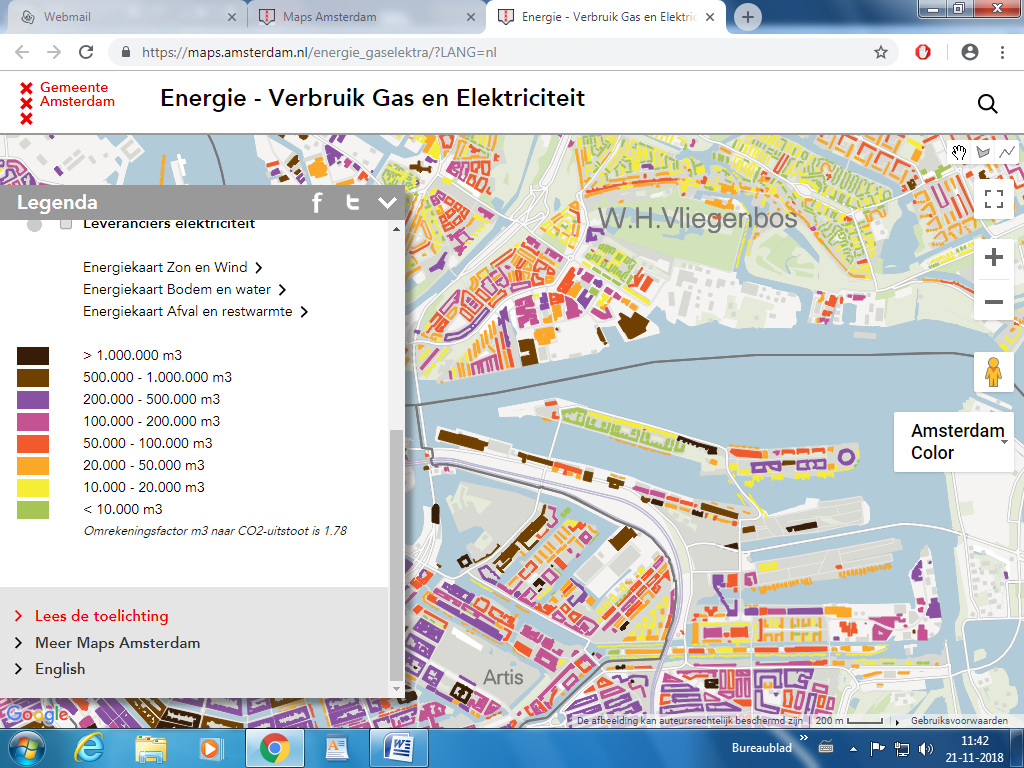 Webmail
Maps Amsterdam
Energie - Verbruik Gas en Elektric
https://maps.amsterdam.nl/energie_gaselektra/?LANG=nl
Gemeente
Amsterdam
Energie - Verbruik Gas en Elektriciteit
Legenda
Leveranciers elektriciteit
Energiekaart Zon en Wind
Energiekaart Bodem en water
Energiekaart Afval en restwarmte
> 1.000.000 m3
500.000 - 1.000.000 m3
200.000 - 500.000 m3
100.000 - 200.000 m3
50.000 - 100.000 m3
20.000 - 50.000 m3
10.000 - 20.000 m3
< 10.000 m3
Omrekeningsfactor m3 naar CO2-uitstoot is 1.78
Lees de toelichting
Meer Maps Amsterdam
English
W.H.Vliegenbos
Amsterdam
Color
Artis
Google
De afbeelding kan auteursrechtelijk beschermd zijn
200 m
Gebruiksvoorwaarden
Bureaublad
11:42
21-11-2018